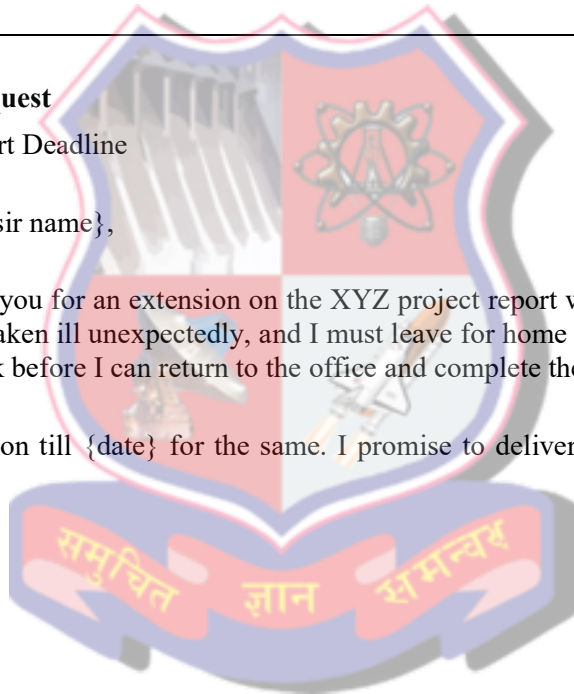 quest
rt Deadline
sir name},
you for an extension on the XYZ project report w
aken ill unexpectedly, and I must leave for home
k before I can return to the office and complete the
on till {date} for the same. I promise to deliver
समुचित ज्ञान समन्वय